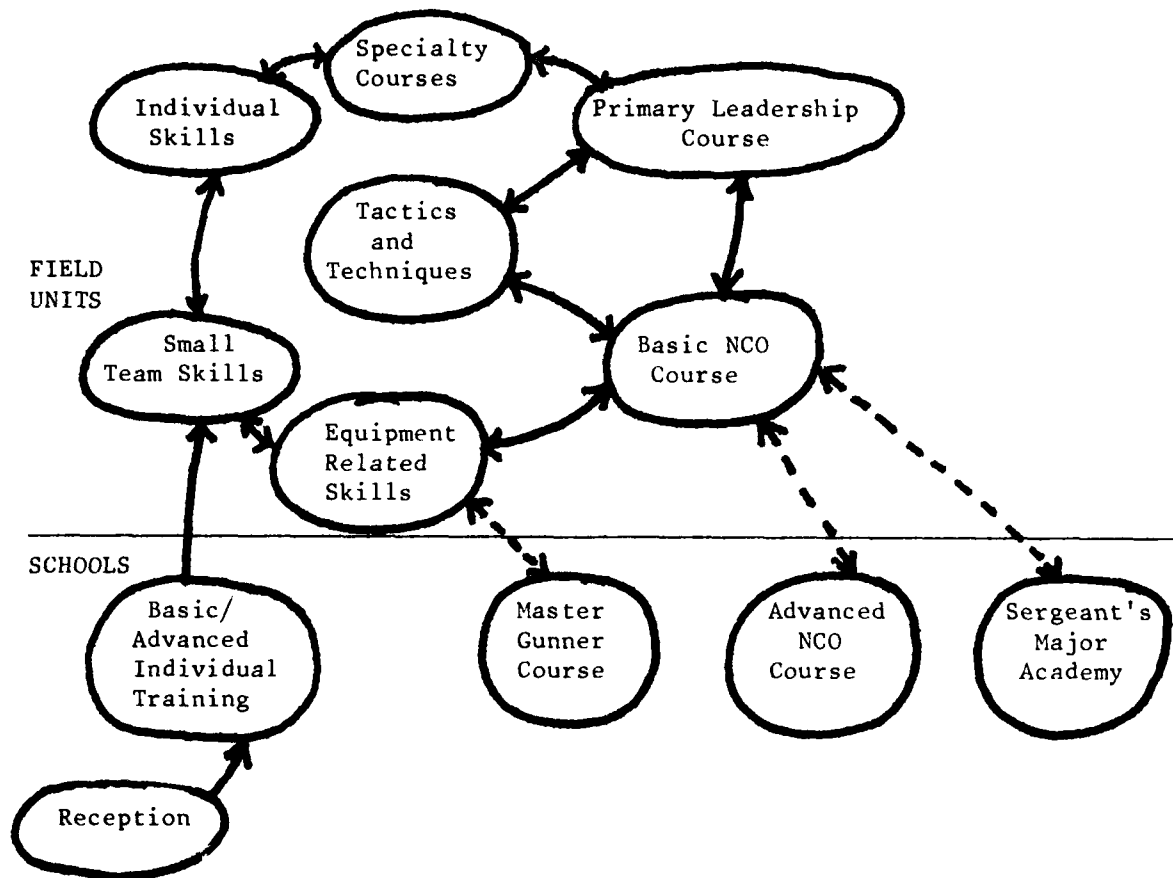 Specialty
Courses
Individual
Skills
Primary Leadership
Course
Tactics
and
Techniques
FIELD
UNITS
Small
Team Skills
Basic NCO
Course
Equipment
Related
Skills
SCHOOLS
Basic/
Advanced
Individual
Training
Master
Gunner
Course
Advanced
NCO
Course
Sergeant's
Major
Academy
Reception